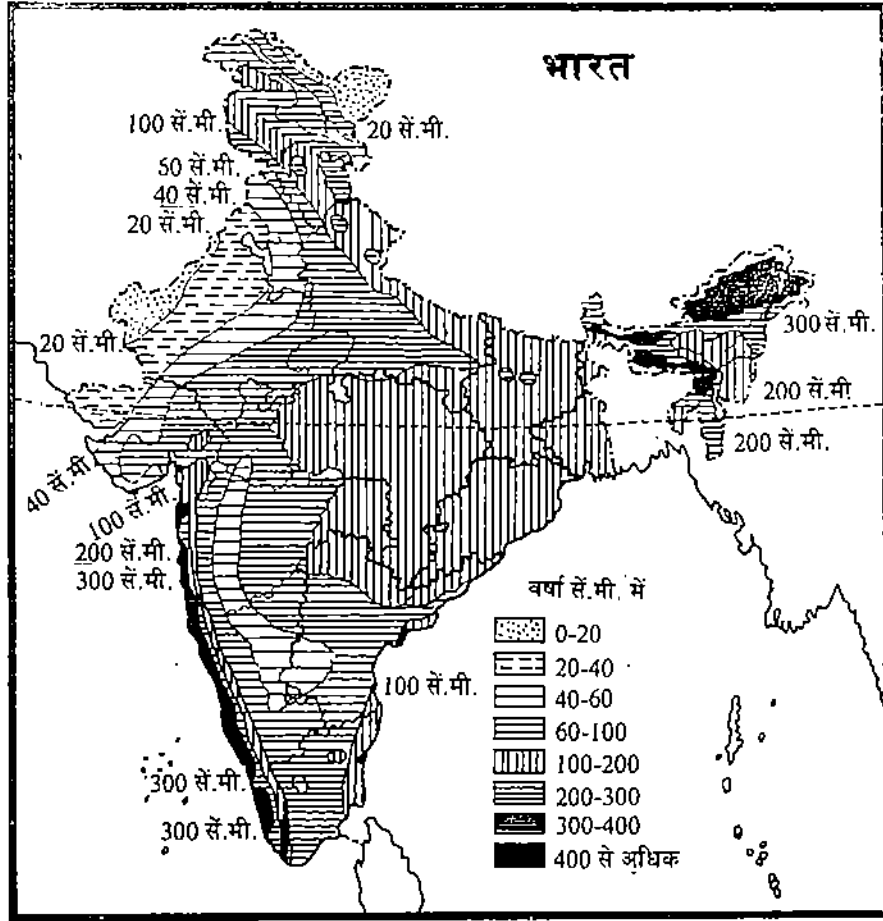 भारत
100 सें.मी.
20 सें.मी.
50 सें.मी.
40 सें.मी.
20 सें.मी.
300 सें.मी.
20 सें.मी.
200 सें.मी
200 सें.मी.
40 सें.मी
100 सें.मी
200 सें.मी.
300 सें.मी.
वर्षा सें.मी. में
0-20
20-40
40-60
100 सें.मी.
60-100
100-200
300 सें.मी.
200-300
300 सें.मी.
300-400
400 से अधिक